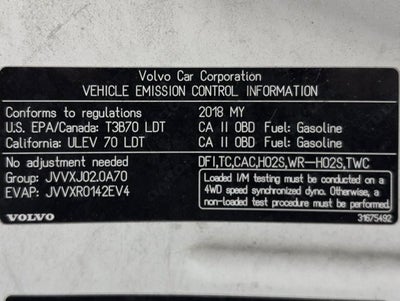 Volvo Car Corporation
VEHICLE EMISSION CONTROL INFORMATION
Conforms to regulations 2018 MY
U.S. EPA/Canada: T3B70 LDT CA II OBD Fuel: Gasoline
California: ULEV 70 LDT CA II OBD Fuel: Gasoline
No adjustment needed DFI,TC,CAC,HO2S,WR-HO2S,TWC
Group: JVVXJ02.0A70
EVAP: JVVXR0142EV4
Loaded I/M testing must be conducted on a
4WD speed synchronized dyno. Otherwise, a
non-loaded test procedure must be performed.
VOLVO 31675492